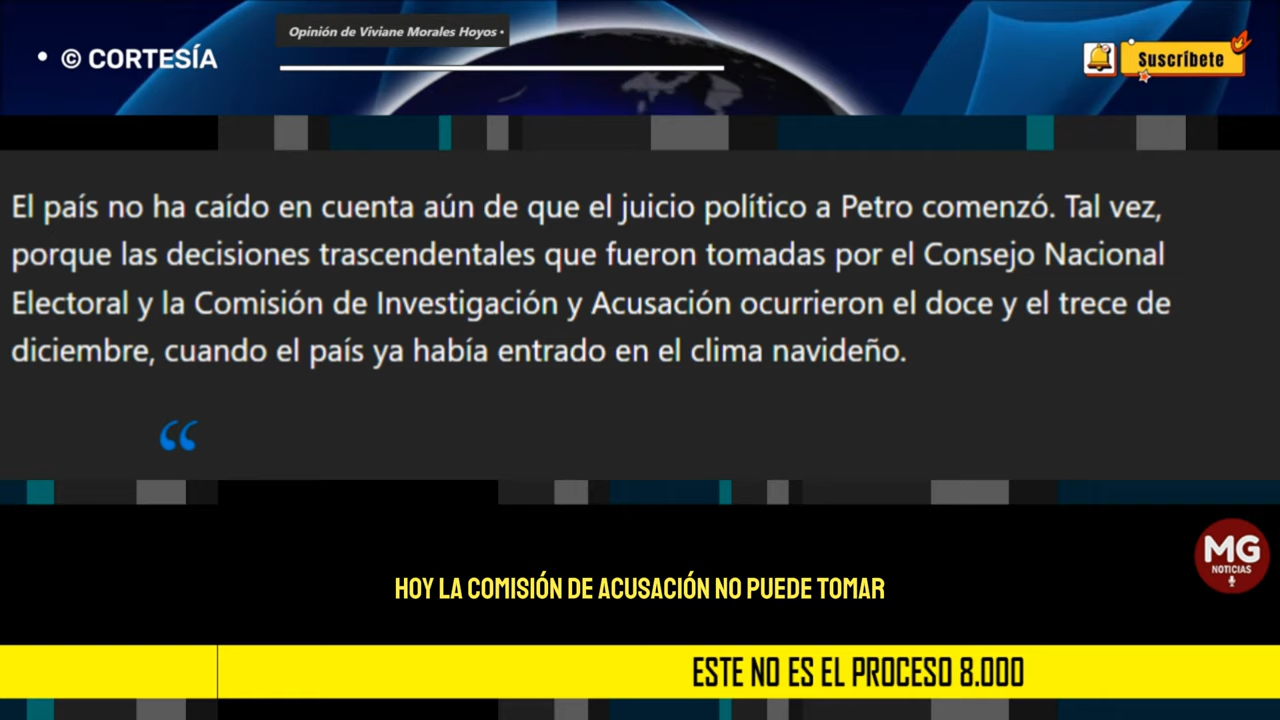 Opinión de Viviane Morales Hoyos •
• © CORTESÍA
Suscríbete
El país no ha caído en cuenta aún de que el juicio político a Petro comenzó. Tal vez,
porque las decisiones trascendentales que fueron tomadas por el Consejo Nacional
Electoral y la Comisión de Investigación y Acusación ocurrieron el doce y el trece de
diciembre, cuando el país ya había entrado en el clima navideño.
“
MG
NOTICIAS
HOY LA COMISIÓN DE ACUSACIÓN NO PUEDE TOMAR
ESTE NO ES EL PROCESO 8.000